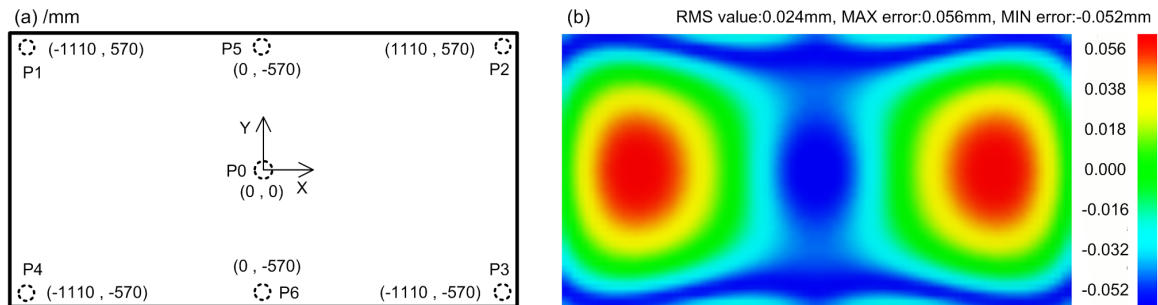 (a) /mm
(-1110 , 570)
P5
(1110 , 570)
P1
(0 , -570)
P2
Y
P0
X
(0 , 0)
P4
(0 , -570)
P3
(-1110 , -570)
P6
(-1110 , -570)
(b)
RMS value:0.024mm, MAX error:0.056mm, MIN error:-0.052mm
0.056
0.038
0.018
0.000
-0.016
-0.032
-0.052